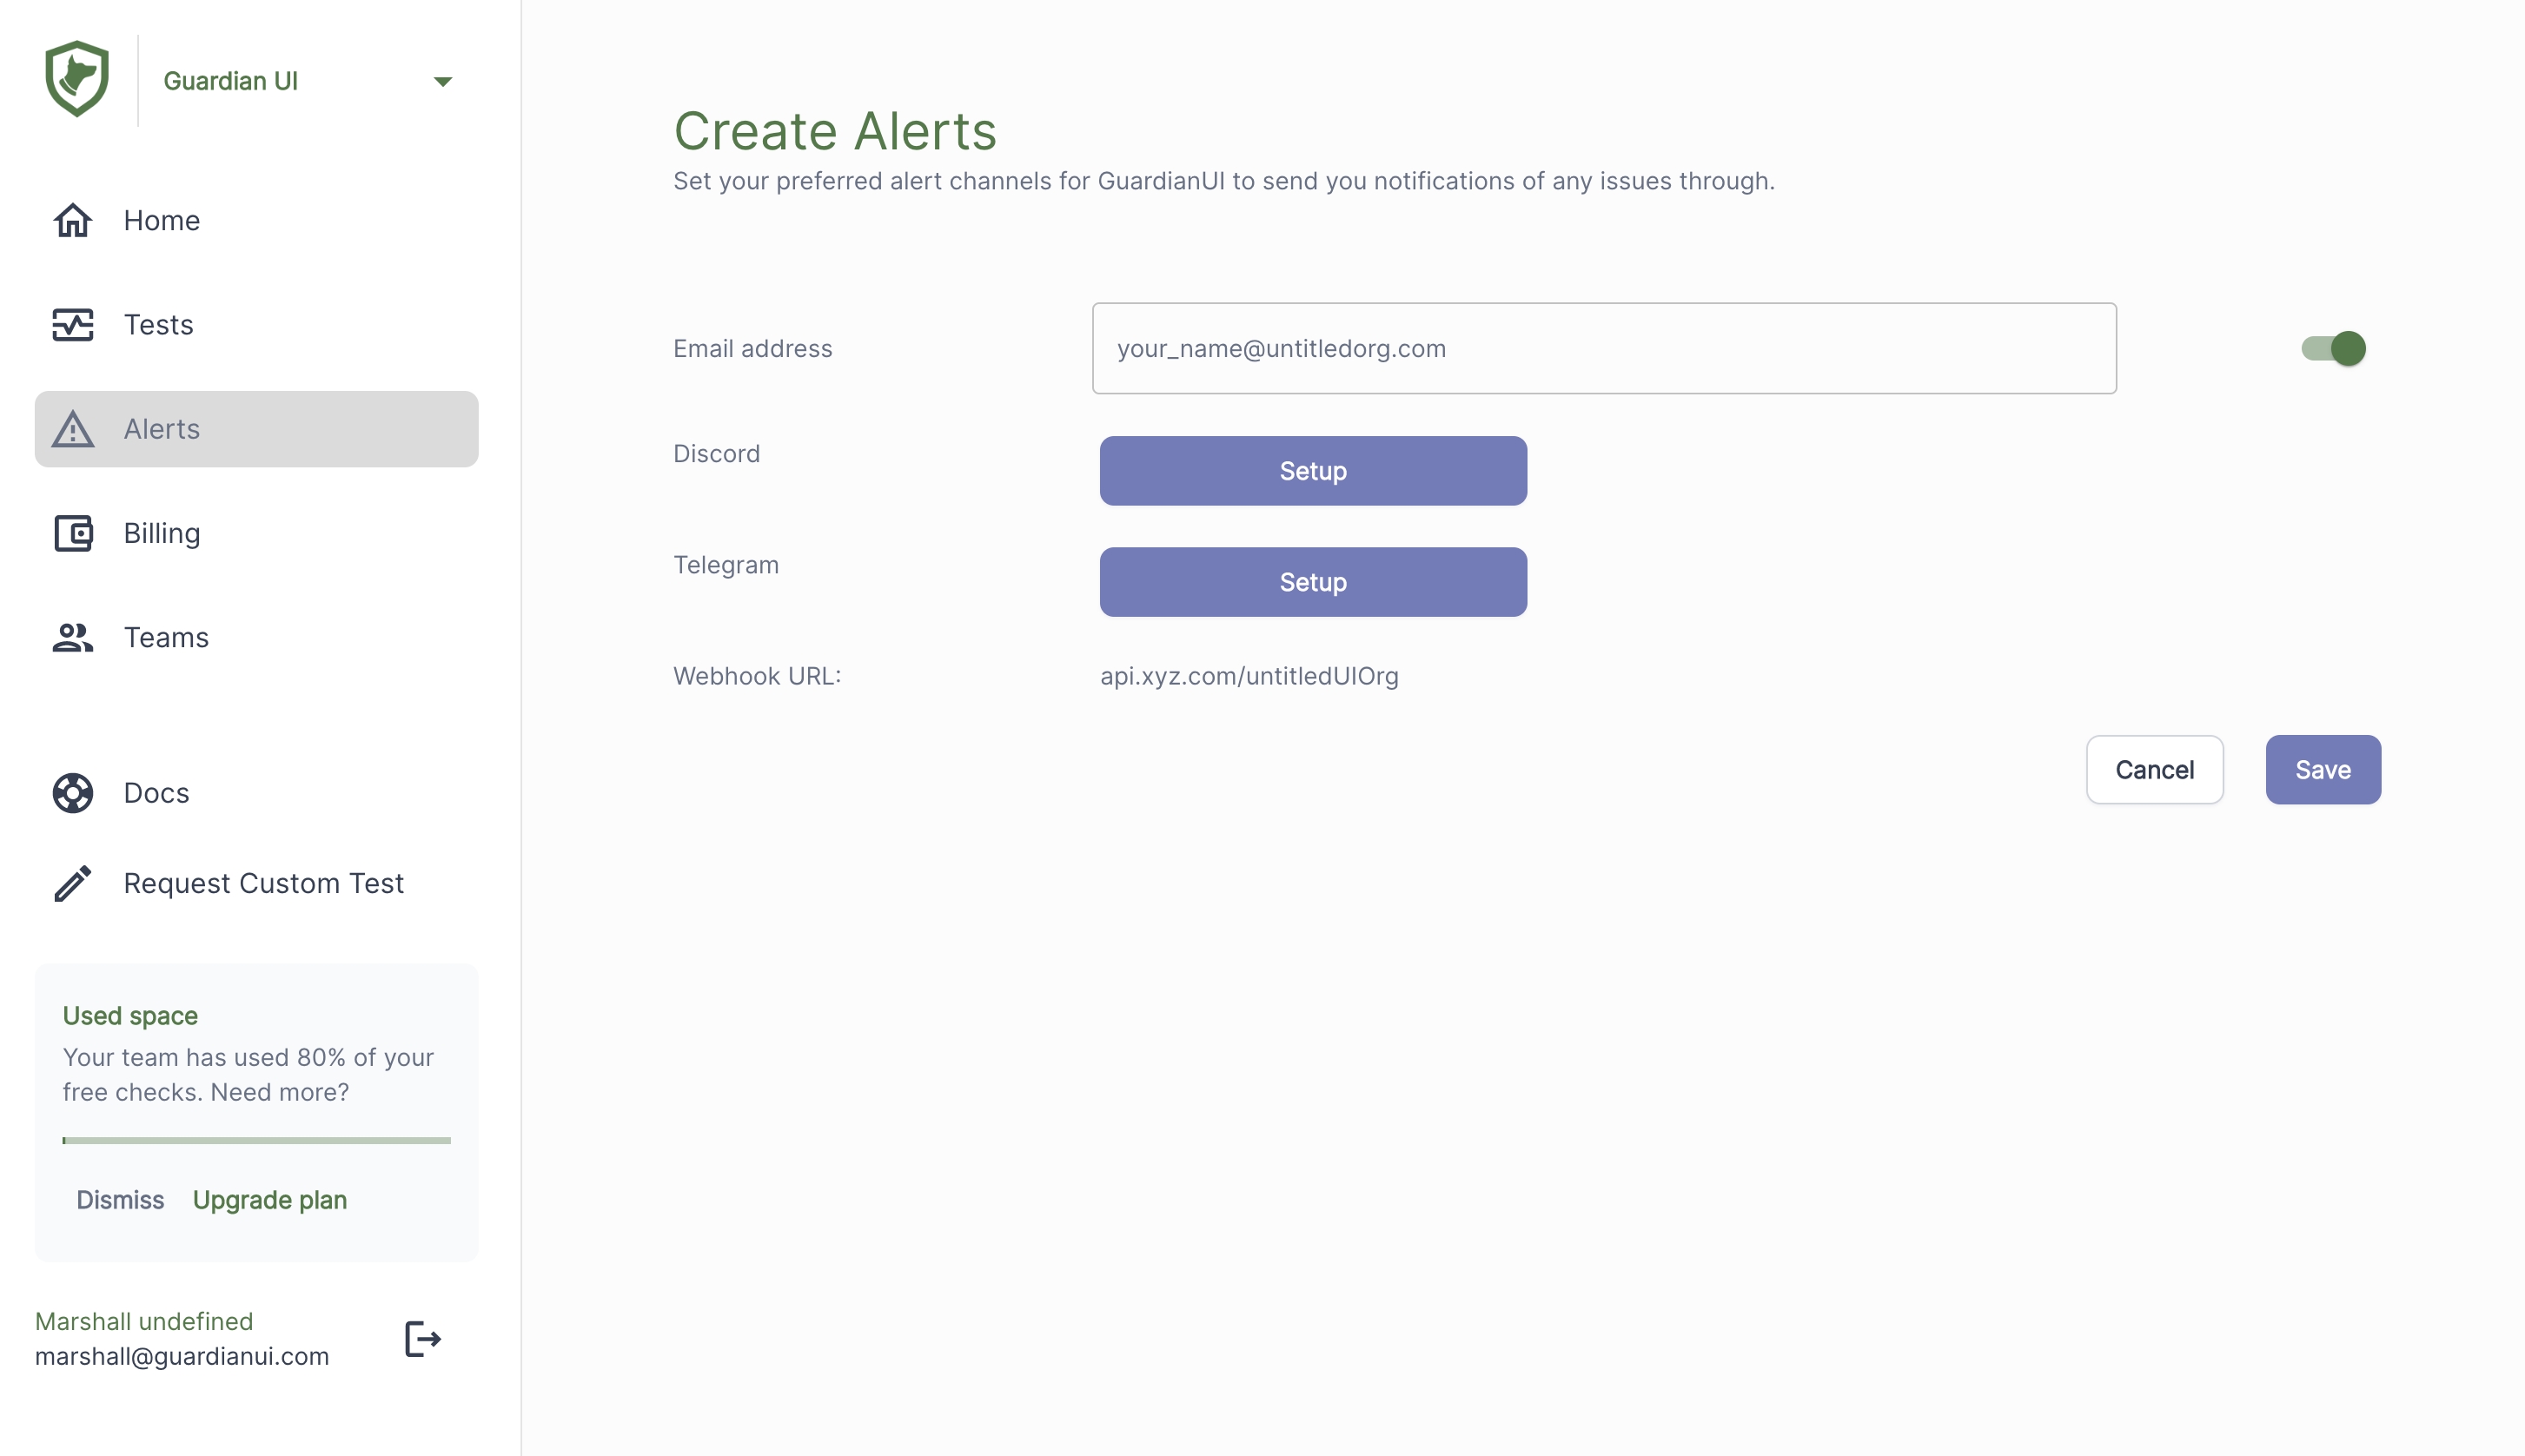 Guardian UI
Home
Tests
Alerts
Billing
Teams
Docs
Request Custom Test
Used space
Your team has used 80% of your
free checks. Need more?
Dismiss Upgrade plan
Marshall undefined
marshall@guardianui.com
Create Alerts
Set your preferred alert channels for GuardianUI to send you notifications of any issues through.
Email address your_name@untitledorg.com
Discord Setup
Telegram Setup
Webhook URL: api.xyz.com/untitledUIOrg
Cancel Save